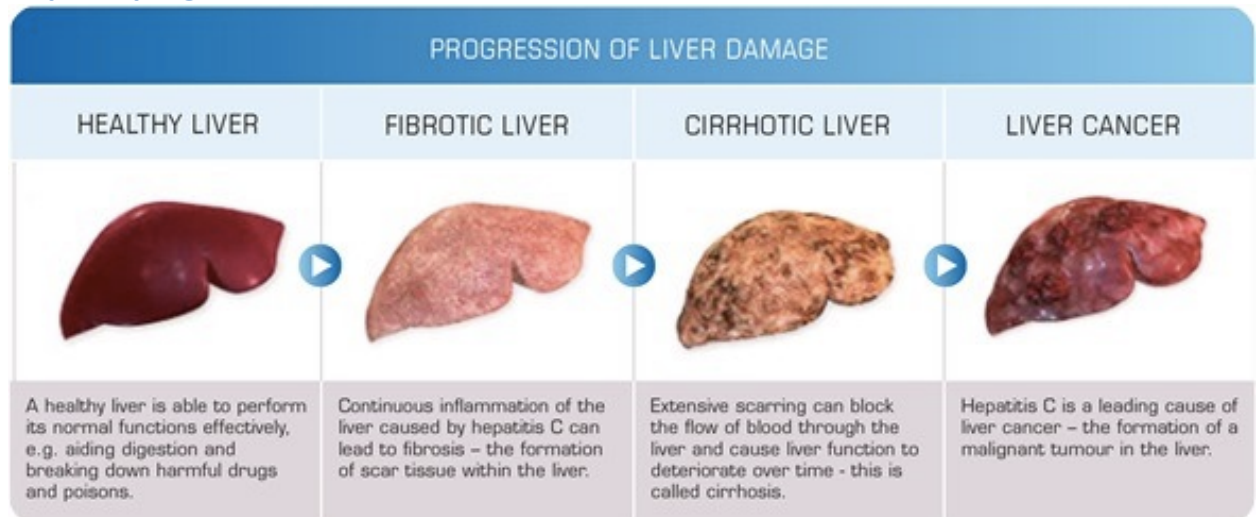 PROGRESSION OF LIVER DAMAGE
HEALTHY LIVER
FIBROTIC LIVER
CIRRHOTIC LIVER
LIVER CANCER
A healthy liver is able to perform
its normal functions effectively,
e.g. aiding digestion and
breaking down harmful drugs
and poisons.
Continuous inflammation of the
liver caused by hepatitis C can
lead to fibrosis – the formation
of scar tissue within the liver.
Extensive scarring can block
the flow of blood through the
liver and cause liver function to
deteriorate over time - this is
called cirrhosis.
Hepatitis C is a leading cause of
liver cancer – the formation of a
malignant tumour in the liver.